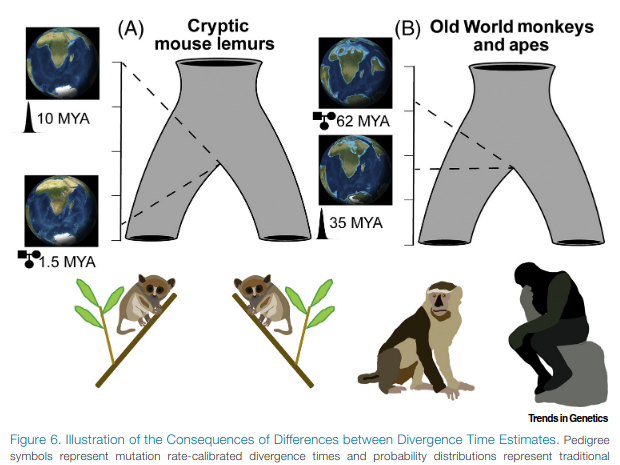 (A)
Cryptic
mouse lemurs
10 MYA
1.5 MYA
(B)
Old World monkeys
and apes
62 MYA
35 MYA
Trends in Genetics
Figure 6. Illustration of the Consequences of Differences between Divergence Time Estimates. Pedigree
symbols represent mutation rate-calibrated divergence times and probability distributions represent traditional